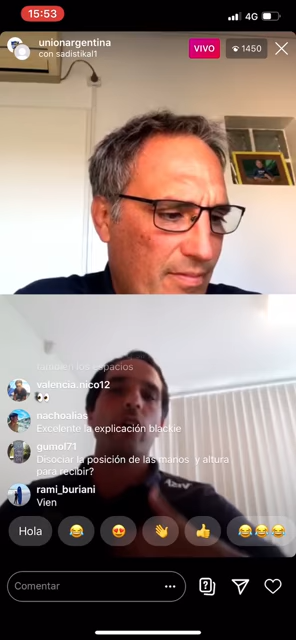 15:53
4G
unionargentina
con sadistikal1
VIVO
1450
valencia.nico12
nachoalias
Excelente la explicación blackie
gumol71
Disociar la posición de las manos y altura
para recibir?
rami_buriani
Vien
Hola
Comentar